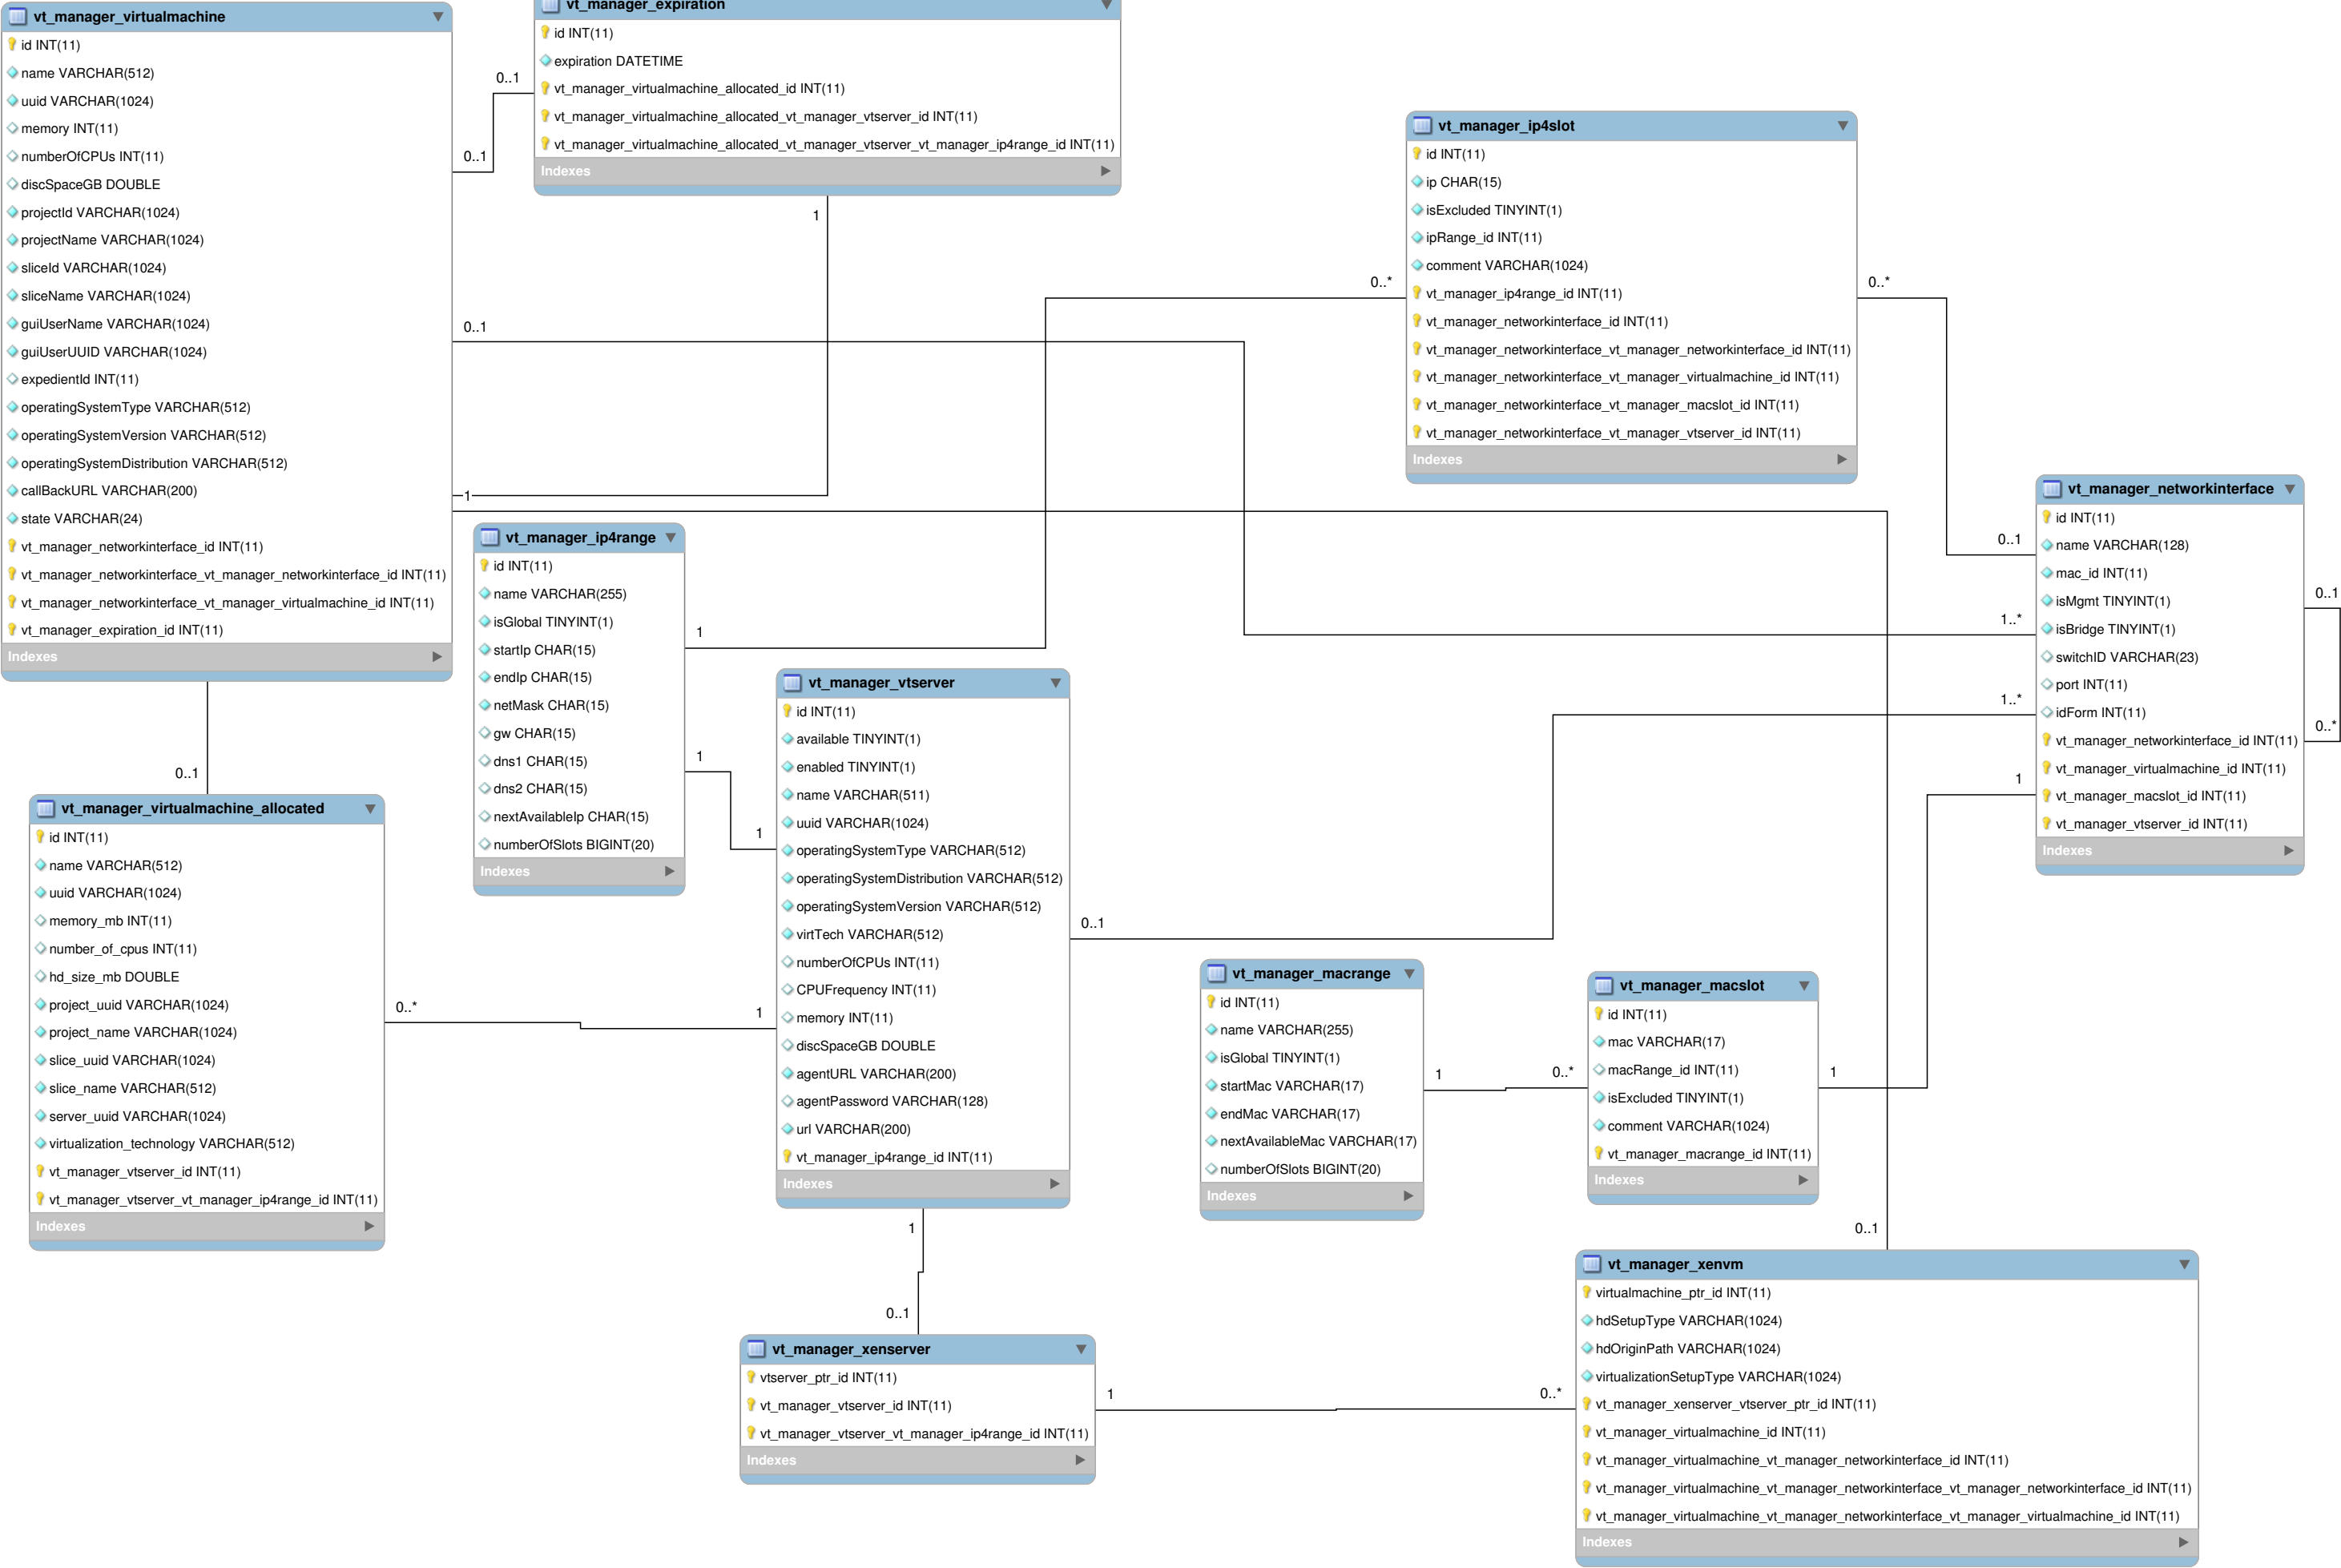 vt_manager_virtualmachine
id INT(11)
name VARCHAR(512)
uuid VARCHAR(1024)
memory INT(11)
numberOfCPUs INT(11)
discSpaceGB DOUBLE
projectId VARCHAR(1024)
projectName VARCHAR(1024)
sliceId VARCHAR(1024)
sliceName VARCHAR(1024)
guiUserName VARCHAR(1024)
guiUserUUID VARCHAR(1024)
expedientId INT(11)
operatingSystemType VARCHAR(512)
operatingSystemVersion VARCHAR(512)
operatingSystemDistribution VARCHAR(512)
callBackURL VARCHAR(200)
state VARCHAR(24)
vt_manager_networkinterface_id INT(11)
vt_manager_networkinterface_vt_manager_networkinterface_id INT(11)
vt_manager_networkinterface_vt_manager_virtualmachine_id INT(11)
vt_manager_expiration_id INT(11)
Indexes
0..1
0..1
0..1
1
vt_manager_expiration
id INT(11)
expiration DATETIME
vt_manager_virtualmachine_allocated_id INT(11)
vt_manager_virtualmachine_allocated_vt_manager_vtserver_id INT(11)
vt_manager_virtualmachine_allocated_vt_manager_vtserver_vt_manager_ip4range_id INT(11)
Indexes
1
vt_manager_ip4slot
id INT(11)
ip CHAR(15)
isExcluded TINYINT(1)
ipRange_id INT(11)
comment VARCHAR(1024)
vt_manager_ip4range_id INT(11)
vt_manager_networkinterface_id INT(11)
vt_manager_networkinterface_vt_manager_networkinterface_id INT(11)
vt_manager_networkinterface_vt_manager_virtualmachine_id INT(11)
vt_manager_networkinterface_vt_manager_macslot_id INT(11)
vt_manager_networkinterface_vt_manager_vtserver_id INT(11)
Indexes
0..*
0..*
vt_manager_networkinterface
id INT(11)
name VARCHAR(128)
mac_id INT(11)
isMgmt TINYINT(1)
isBridge TINYINT(1)
switchID VARCHAR(23)
port INT(11)
idForm INT(11)
vt_manager_networkinterface_id INT(11)
vt_manager_virtualmachine_id INT(11)
vt_manager_macslot_id INT(11)
vt_manager_vtserver_id INT(11)
Indexes
0..1
0..1
1..*
1..*
0..*
1
vt_manager_ip4range
id INT(11)
name VARCHAR(255)
isGlobal TINYINT(1)
startIp CHAR(15)
endIp CHAR(15)
netMask CHAR(15)
gw CHAR(15)
dns1 CHAR(15)
dns2 CHAR(15)
nextAvailableIp CHAR(15)
numberOfSlots BIGINT(20)
Indexes
1
1
1
vt_manager_vtserver
id INT(11)
available TINYINT(1)
enabled TINYINT(1)
name VARCHAR(511)
uuid VARCHAR(1024)
operatingSystemType VARCHAR(512)
operatingSystemDistribution VARCHAR(512)
operatingSystemVersion VARCHAR(512)
virtTech VARCHAR(512)
numberOfCPUs INT(11)
CPUFrequency INT(11)
memory INT(11)
discSpaceGB DOUBLE
agentURL VARCHAR(200)
agentPassword VARCHAR(128)
url VARCHAR(200)
vt_manager_ip4range_id INT(11)
Indexes
0..1
1
1
0..1
vt_manager_virtualmachine_allocated
id INT(11)
name VARCHAR(512)
uuid VARCHAR(1024)
memory_mb INT(11)
number_of_cpus INT(11)
hd_size_mb DOUBLE
project_uuid VARCHAR(1024)
project_name VARCHAR(1024)
slice_uuid VARCHAR(1024)
slice_name VARCHAR(512)
server_uuid VARCHAR(1024)
virtualization_technology VARCHAR(512)
vt_manager_vtserver_id INT(11)
vt_manager_vtserver_vt_manager_ip4range_id INT(11)
Indexes
0..*
vt_manager_macrange
id INT(11)
name VARCHAR(255)
isGlobal TINYINT(1)
startMac VARCHAR(17)
endMac VARCHAR(17)
nextAvailableMac VARCHAR(17)
numberOfSlots BIGINT(20)
Indexes
1
0..*
vt_manager_macslot
id INT(11)
mac VARCHAR(17)
macRange_id INT(11)
isExcluded TINYINT(1)
comment VARCHAR(1024)
vt_manager_macrange_id INT(11)
Indexes
1
0..1
0..1
vt_manager_xenserver
vtserver_ptr_id INT(11)
vt_manager_vtserver_id INT(11)
vt_manager_vtserver_vt_manager_ip4range_id INT(11)
Indexes
1
0..*
vt_manager_xenvm
virtualmachine_ptr_id INT(11)
hdSetupType VARCHAR(1024)
hdOriginPath VARCHAR(1024)
virtualizationSetupType VARCHAR(1024)
vt_manager_xenserver_vtserver_ptr_id INT(11)
vt_manager_virtualmachine_id INT(11)
vt_manager_virtualmachine_vt_manager_networkinterface_id INT(11)
vt_manager_virtualmachine_vt_manager_networkinterface_vt_manager_networkinterface_id INT(11)
vt_manager_virtualmachine_vt_manager_networkinterface_vt_manager_virtualmachine_id INT(11)
Indexes